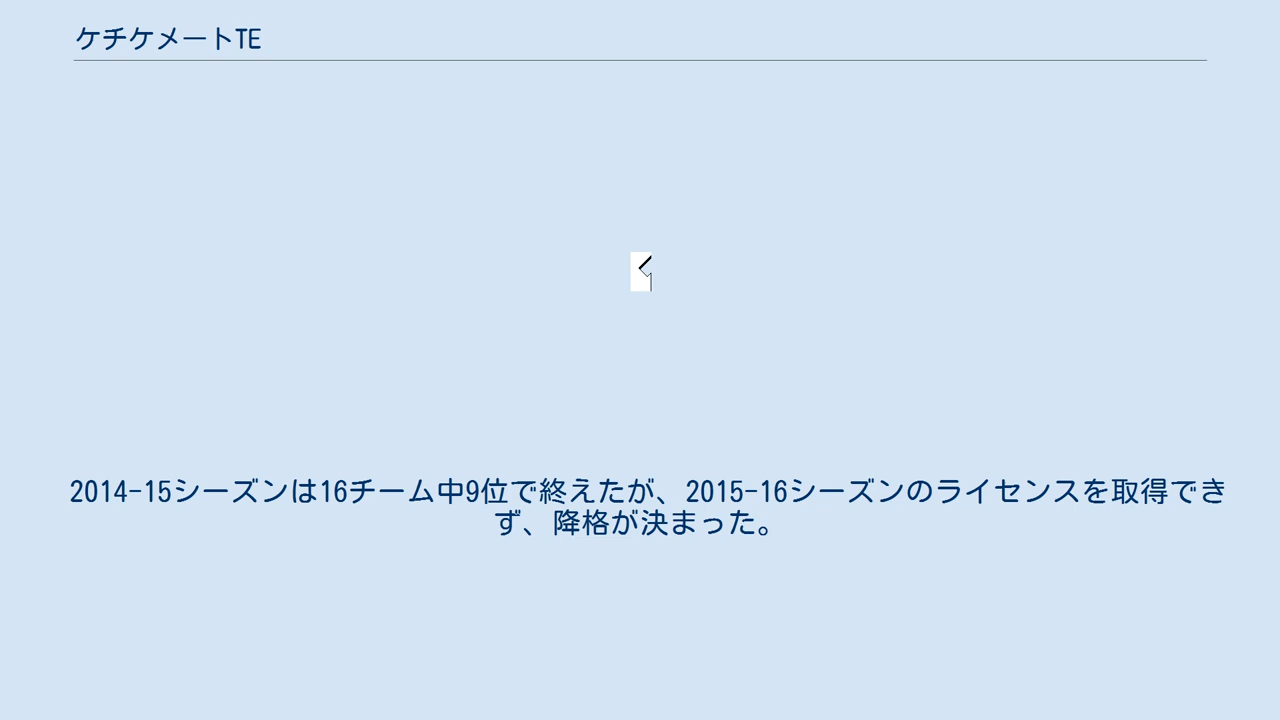 ケチケメートTE
2014-15シーズンは16チーム中9位で終えたが、2015-16シーズンのライセンスを取得でき
ず、降格が決まった。